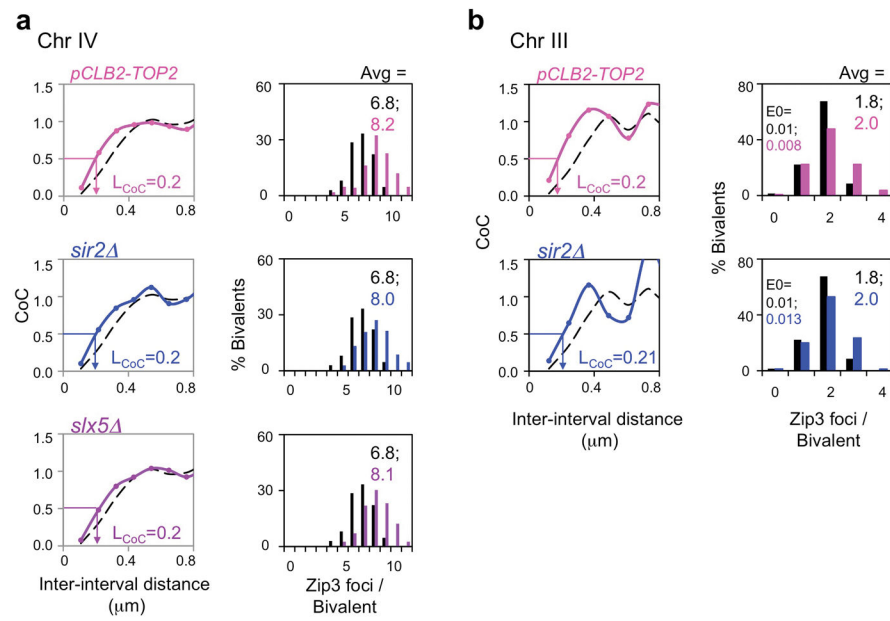 a
Chr IV
pCLB2-TOP2
Avg =
1.5
1.0
0.5
0.0
LCoC=0.2
0
0.4
0.8
60
30
0
6.8;
8.2
0
5
10
sir2Δ
CoC
1.5
1.0
0.5
0.0
LCoC=0.2
0
0.4
0.8
% Bivalents
60
30
0
6.8;
8.0
0
5
10
slx5Δ
1.5
1.0
0.5
0.0
LCoC=0.2
0
0.4
0.8
60
30
0
6.8;
8.1
0
5
10
Inter-interval distance
(μm)
Zip3 foci /
Bivalent
b
Chr III
pCLB2-TOP2
Avg =
1.5
1.0
0.5
0.0
LCoC=0.2
0
0.4
0.8
CoC
80
40
0
E0=
0.01;
0.008
1.8;
2.0
0
2
4
% Bivalents
sir2Δ
1.5
1.0
0.5
0.0
LCoC=0.21
0
0.4
0.8
80
40
0
E0=
0.01;
0.013
1.8;
2.0
0
2
4
Inter-interval distance
(μm)
Zip3 foci /
Bivalent